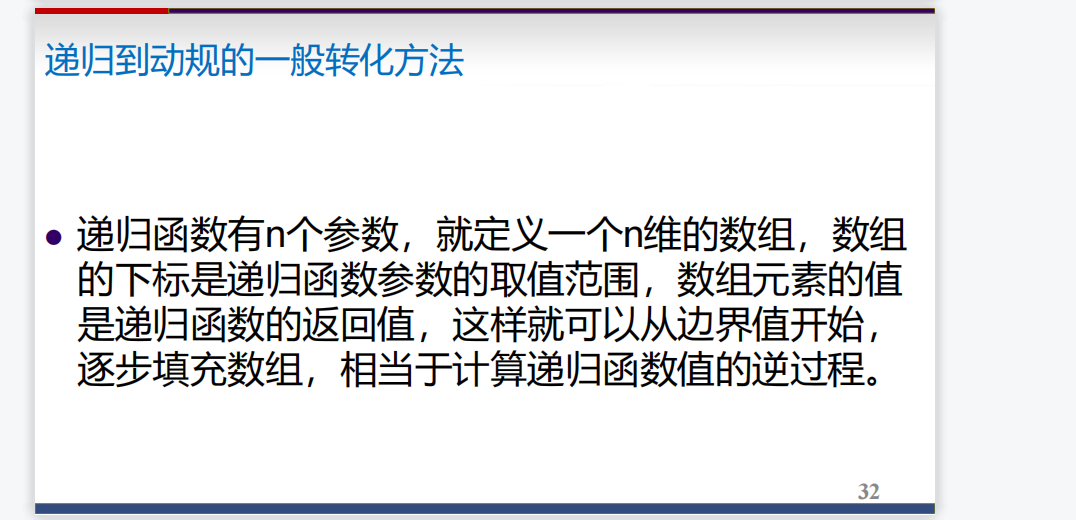 递归到动规的一般转化方法
● 递归函数有n个参数，就定义一个n维的数组，数组
的下标是递归函数参数的取值范围，数组元素的值
是递归函数的返回值，这样就可以从边界值开始，
逐步填充数组，相当于计算递归函数值的逆过程。
32